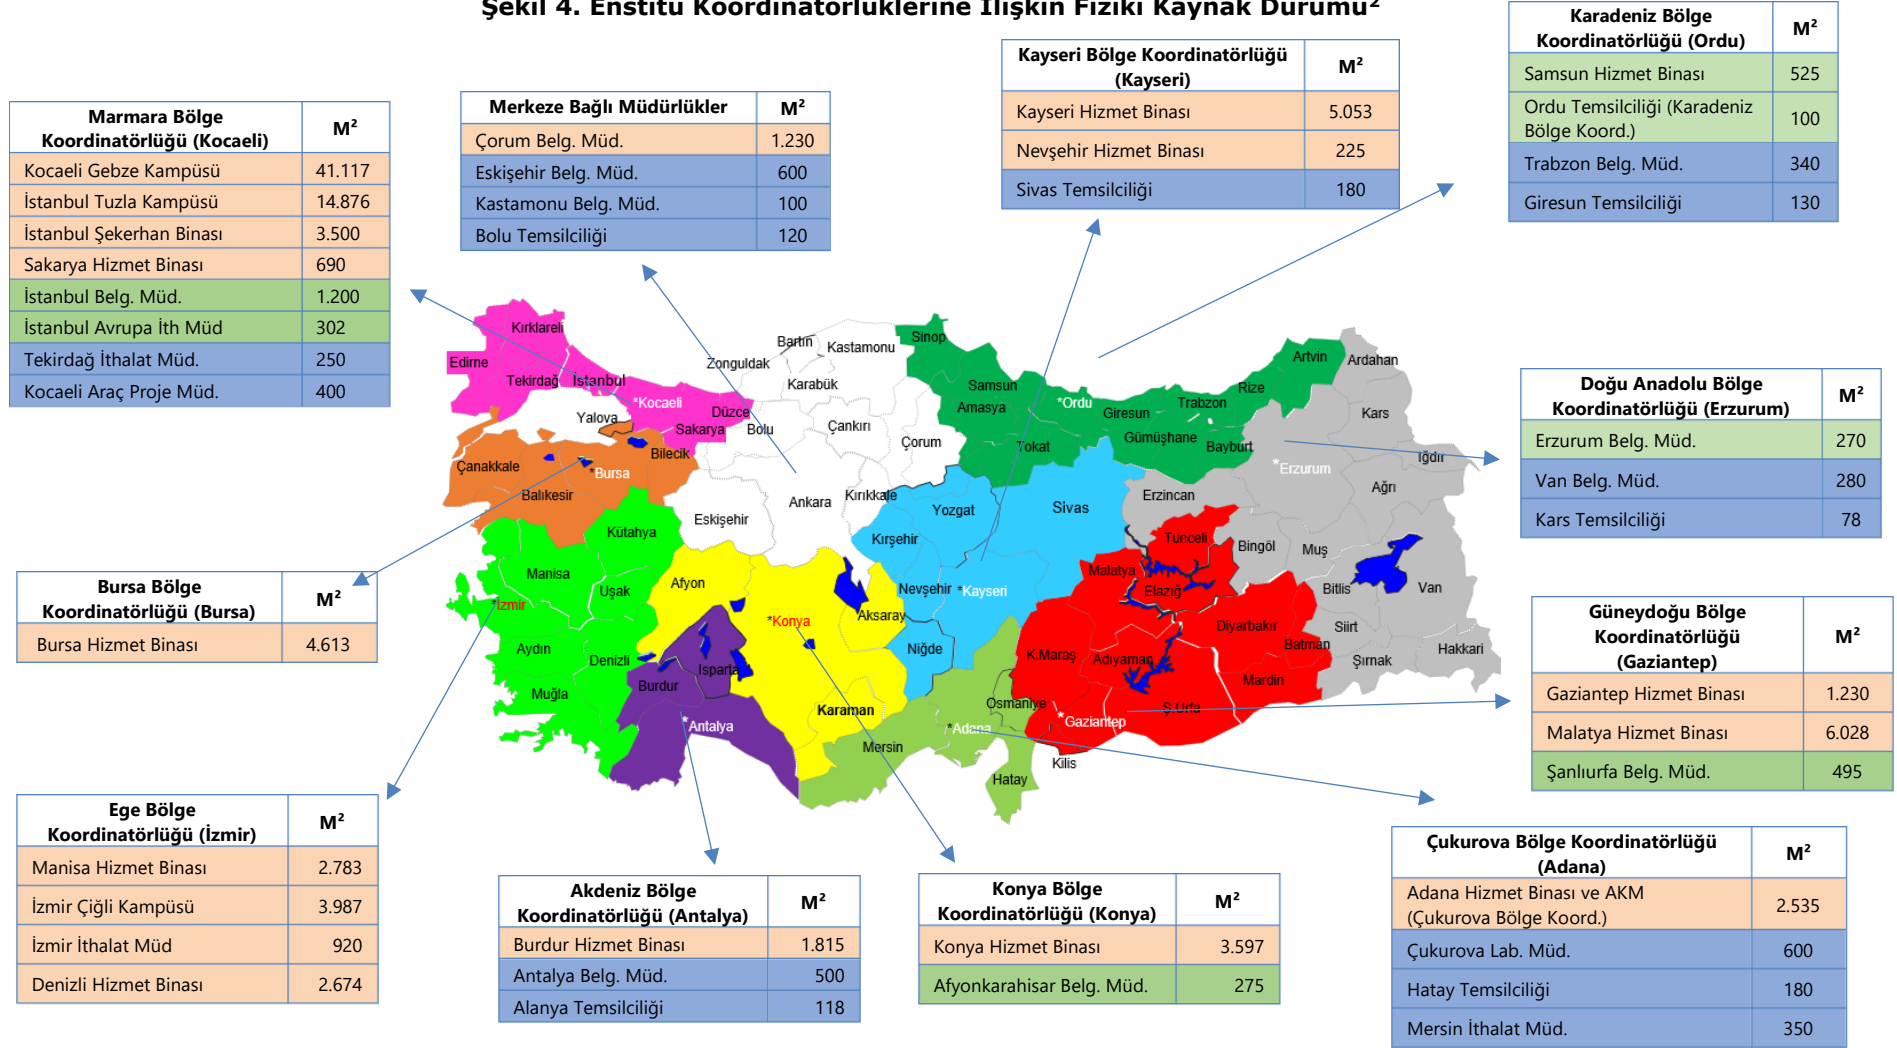 Şekil 4. Enstitü Koordinatörlüklerine İlişkin Fiziki Kaynak Durumu²
Marmara Bölge
Koordinatörlüğü (Kocaeli) M²
Kocaeli Gebze Kampüsü 41.117
İstanbul Tuzla Kampüsü 14.876
İstanbul Şekerhan Binası 3.500
Sakarya Hizmet Binası 690
İstanbul Belg. Müd. 1.200
İstanbul Avrupa İth Müd 302
Tekirdağ İthalat Müd. 250
Kocaeli Araç Proje Müd. 400
Merkeze Bağlı Müdürlükler M²
Çorum Belg. Müd. 1.230
Eskişehir Belg. Müd. 600
Kastamonu Belg. Müd. 100
Bolu Temsilciliği 120
Kayseri Bölge Koordinatörlüğü
(Kayseri) M²
Kayseri Hizmet Binası 5.053
Nevşehir Hizmet Binası 225
Sivas Temsilciliği 180
Karadeniz Bölge
Koordinatörlüğü (Ordu) M²
Samsun Hizmet Binası 525
Ordu Temsilciliği (Karadeniz
Bölge Koord.) 100
Trabzon Belg. Müd. 340
Giresun Temsilciliği 130
Doğu Anadolu Bölge
Koordinatörlüğü (Erzurum) M²
Erzurum Belg. Müd. 270
Van Belg. Müd. 280
Kars Temsilciliği 78
Bursa Bölge
Koordinatörlüğü (Bursa) M²
Bursa Hizmet Binası 4.613
Güneydoğu Bölge
Koordinatörlüğü
(Gaziantep) M²
Gaziantep Hizmet Binası 1.230
Malatya Hizmet Binası 6.028
Şanlıurfa Belg. Müd. 495
Ege Bölge
Koordinatörlüğü (İzmir) M²
Manisa Hizmet Binası 2.783
İzmir Çiğli Kampüsü 3.987
İzmir İthalat Müd 920
Denizli Hizmet Binası 2.674
Akdeniz Bölge
Koordinatörlüğü (Antalya) M²
Burdur Hizmet Binası 1.815
Antalya Belg. Müd. 500
Alanya Temsilciliği 118
Konya Bölge
Koordinatörlüğü (Konya) M²
Konya Hizmet Binası 3.597
Afyonkarahisar Belg. Müd. 275
Çukurova Bölge Koordinatörlüğü
(Adana) M²
Adana Hizmet Binası ve AKM
(Çukurova Bölge Koord.) 2.535
Çukurova Lab. Müd. 600
Hatay Temsilciliği 180
Mersin İthalat Müd. 350
Kırklareli
Edirne
Tekirdağ
İstanbul
*Kocaeli
Yalova
Sakarya
Düzce
Zonguldak
Bartın
Kastamonu
Karabük
Bolu
Çankırı
Çorum
Sinop
Samsun
Amasya
Tokat
*Ordu
Giresun
Gümüşhane
Trabzon
Bayburt
Rize
Artvin
Ardahan
Kars
Iğdır
Ağrı
*Erzurum
Erzincan
Çanakkale
Balıkesir
*Bursa
Bilecik
Eskişehir
Ankara
Kırıkkale
Yozgat
Kırşehir
Sivas
Nevşehir
*Kayseri
Niğde
Kütahya
Manisa
Uşak
*İzmir
Aydın
Denizli
Muğla
Afyon
*Konya
Aksaray
Karaman
Isparta
Burdur
*Antalya
Mersin
*Adana
Osmaniye
Hatay
Kilis
K.Maraş
*Gaziantep
Adıyaman
Ş.Urfa
Malatya
Elazığ
Tunceli
Bingöl
Muş
Bitlis
Van
Diyarbakır
Batman
Siirt
Mardin
Şırnak
Hakkari